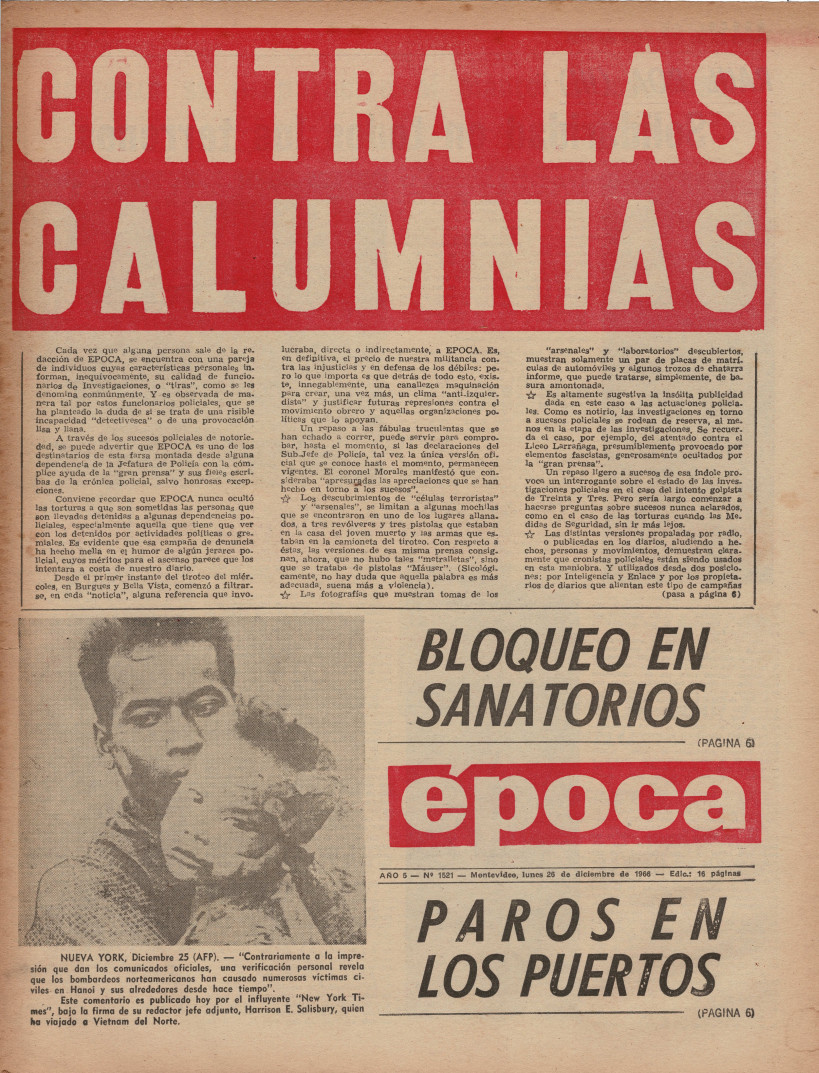 CONTRA LAS
CALUMNIAS
Cada vez que alguna persona sale de la re-
dacción de EPOCA, se encuentra con una pareja
de individuos cuyas características personales in-
forman, inequívocamente, su calidad de funcio-
narios de Investigaciones, o "tiras", como se les
denomina conmúnmente. Y es observada de ma-
nera tal por estos funcionarios policiales, que se
ha planteado la duda de si se trata de una risible
incapacidad "detectivesca" o de una provocación
lisa y llana.
A través de los sucesos policiales de notorie-
dad, se puede advertir que EPOCA es uno de los
destinatarios de esta farsa montada desde alguna
dependencia de la Jefatura de Policía con la cóm-
plice ayuda de la "gran prensa" y sus fieles escri-
bas de la crónica policial, salvo honrosas excep-
ciones.
Conviene recordar que EPOCA nunca ocultó
las torturas a que son sometidas las personas que
son llevadas detenidas a algunas dependencias po-
liciales, especialmente aquella que tiene que ver
con los detenidos por actividades políticas o gre-
miales. Es evidente que esa campaña de denuncia
ha hecho mella en el humor de algún jerarca po-
licial, cuyos méritos para el ascenso parece que los
intentara a costa de nuestro diario.
Desde el primer instante del tiroteo del miér-
coles, en Burgues y Bella Vista, comenzó a filtrar-
se, en cada "noticia", alguna referencia que invo-
lucraba, directa o indirectamente, a EPOCA. Es,
en defipitiva, el precio de nuestra militancia con-
tra las injusticias y en defensa de los débiles: pe-
ro lo que importa es que detrás de todo esto, exis-
te, innegablemente, una canallezca maquinación
para crear, una vez más, un clima "anti-izquier-
dista" y justificar futuras represiones contra el
movimiento obrero y aquellas organizaciones po-
líticas que lo apoyan.
Un repaso a las fábulas truculentas que se
han echado a correr, puede servir para compro-
bar, hasta el momento, si las declaraciones del
Sub-Jefe de Policía, tal vez la única versión ofi-
cial que se conoce hasta el momento, permanecen
vigentes. El coronel Morales manifestó que con-
sideraba "apresuradas las apreciaciones que se han
hecho en torno a los sucesos".
☆ Los descubrimientos de "células terroristas"
y "arsenales", se limitan a algunas mochilas
que se encontraron en uno de los lugares allana-
dos, a tres revólveres y tres pistolas que estaban
en la casa del joven muerto y las armas que es-
taban en la camioneta del tiroteo. Con respecto a
éstas, las versiones de esa misma prensa consig-
nan, ahora, que no hubo tales "metralletas", sino
que se trataba de pistolas "Máuser". (Sicológi-
camente, no hay duda que aquella palabra es más
adecuada, suena más a violencia).
☆ Las fotografías que muestran tomas de los
"arsenales" y "laboratorios" descubiertos,
muestran solamente un par de placas de matrí-
culas de automóviles y algunos trozos de chatarra
informe, que puede tratarse, simplemente, de ba-
sura amontonada.
☆ Es altamente sugestiva la insólita publicidad
dada en este caso a las actuaciones policia-
les. Como es notirio, las investigaciones en torno
a sucesos policiales se rodean de reserva, al me-
nos en la etapa de las investigaciones. Se recuer-
da el caso, por ejemplo, del atentado contra el
Liceo Larrañaga, presumiblemente provocado por
elementos fascistas, generosamente ocultados por
la "gran prensa".
Un repaso ligero a sucesos de esa índole pro-
voca un interrogante sobre el estado de las inves-
tigaciones policiales en el caso del intento golpista
de Treinta y Tres. Pero sería largo comenzar a
hacerse preguntas sobre sucesos nunca aclarados,
como en el caso de las torturas cuando las Me-
didas de Seguridad, sin ir más lejos.
☆ Las distintas versiones propaladas por radio,
o publicadas en los diarios, aludiendo a he-
chos, personas y movimientos, demuestran clara-
mente que cronistas policiales están siendo usados
en esta maniobra. Y utilizados desde dos posicio-
nes: por Inteligencia y Enlace y por los propieta-
rios de diarios que alientan este tipo de campañas
(pasa a página 6)
NUEVA YORK, Diciembre 25 (AFP). — "Contrariamente a la impre-
sión que dan los comunicados oficiales, una verificación personal revela
que los bombardeos norteamericanos han causado numerosas víctimas ci-
viles en Hanoi y sus alrededores desde hace tiempo".
Este comentario es publicado hoy por el influyente "New York Ti-
mes", bajo la firma de su redactor jefe adjunto, Harrison E. Salisbury, quien
ha viajado a Vietnam del Norte.
BLOQUEO EN
SANATORIOS
(PAGINA 6)
época
AÑO 5 — Nº 1521 — Montevideo, lunes 26 de diciembre de 1966 — Edic.: 16 páginas
PAROS EN
LOS PUERTOS
(PAGINA 6)